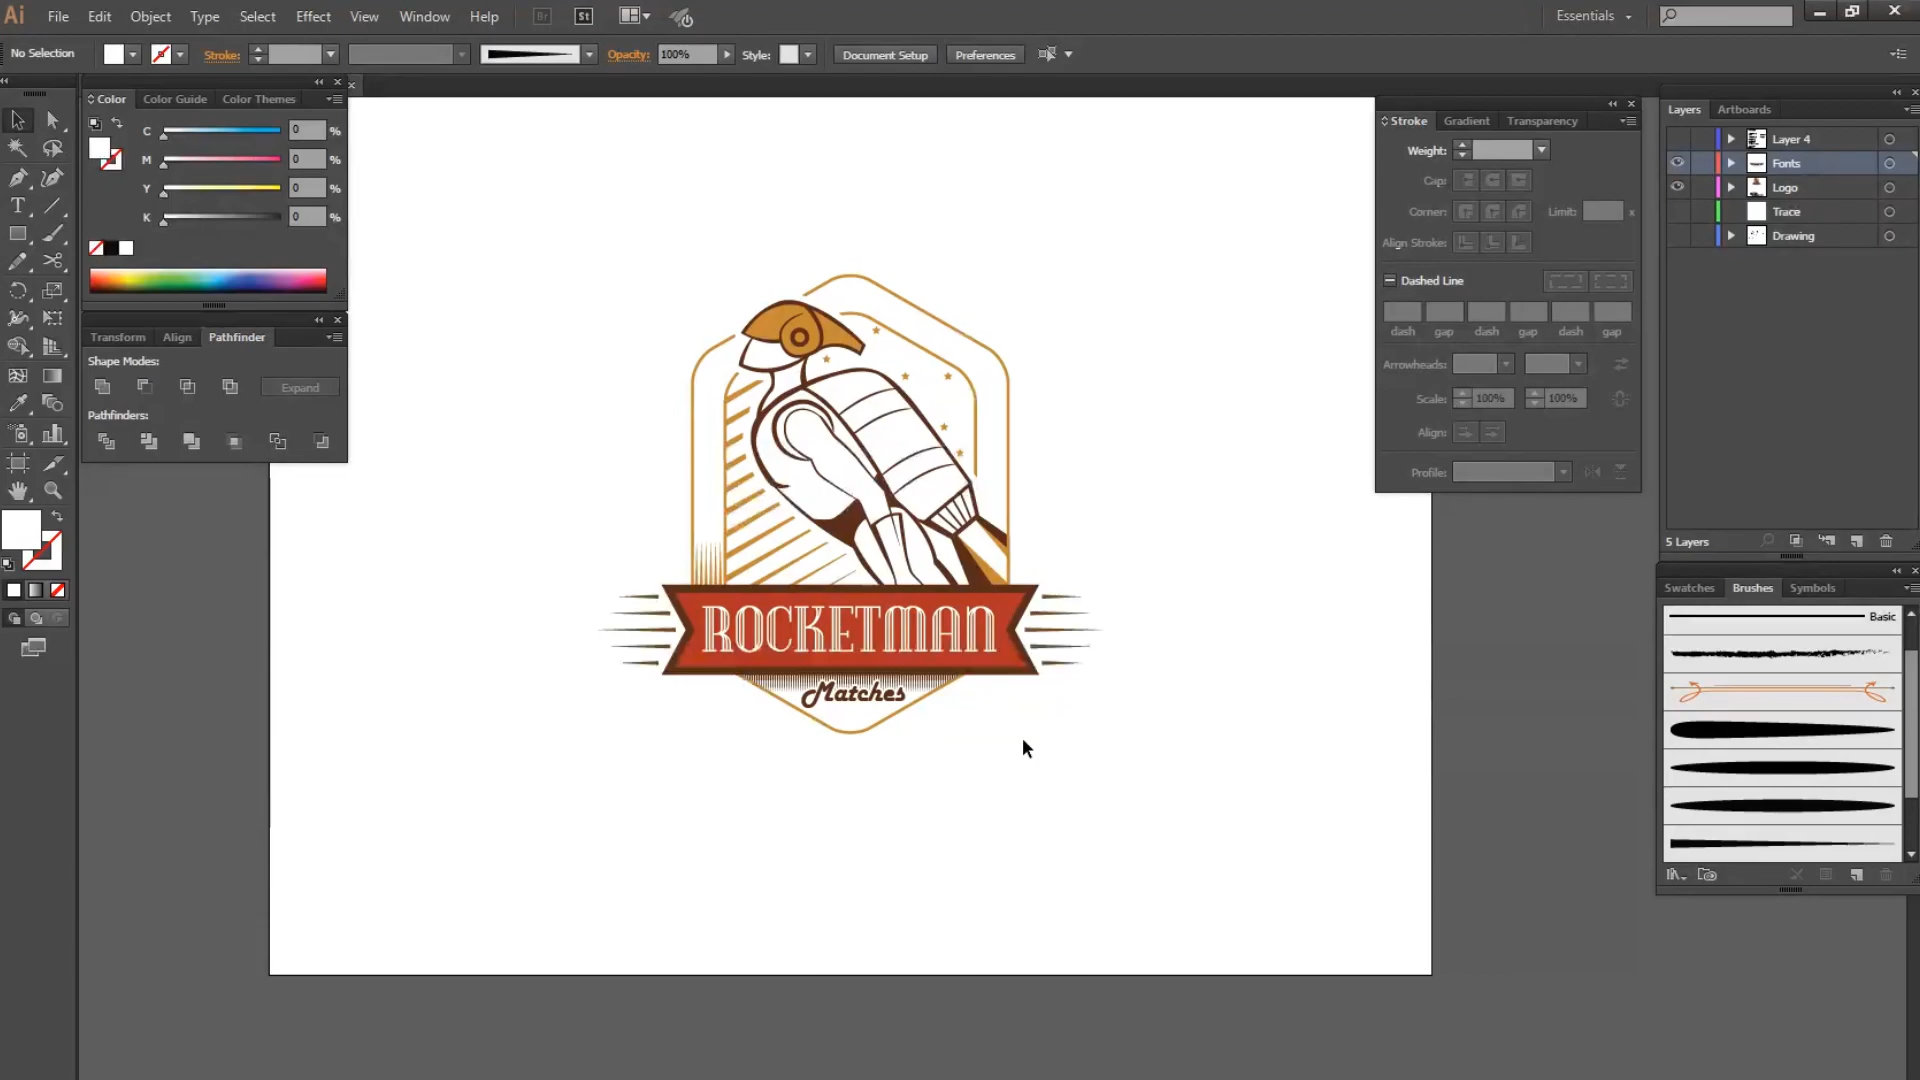 Ai File Edit Object Type Select Effect View Window Help Br St Essentials
No Selection Stroke: Opacity: 100% Style: Document Setup Preferences
Color Color Guide Color Themes
C 0 %
M 0 %
Y 0 %
K 0 %
Transform Align Pathfinder
Shape Modes:
Expand
Pathfinders:
T
ROCKETMAN
Matches
Stroke Gradient Transparency
Weight:
Cap:
Corner: Limit: x
Align Stroke:
Dashed Line
dash gap dash gap dash gap
Arrowheads:
Scale: 100% 100%
Align:
Profile:
Layers Artboards
Layer 4
Fonts
Logo
Trace
Drawing
5 Layers
Swatches Brushes Symbols
Basic